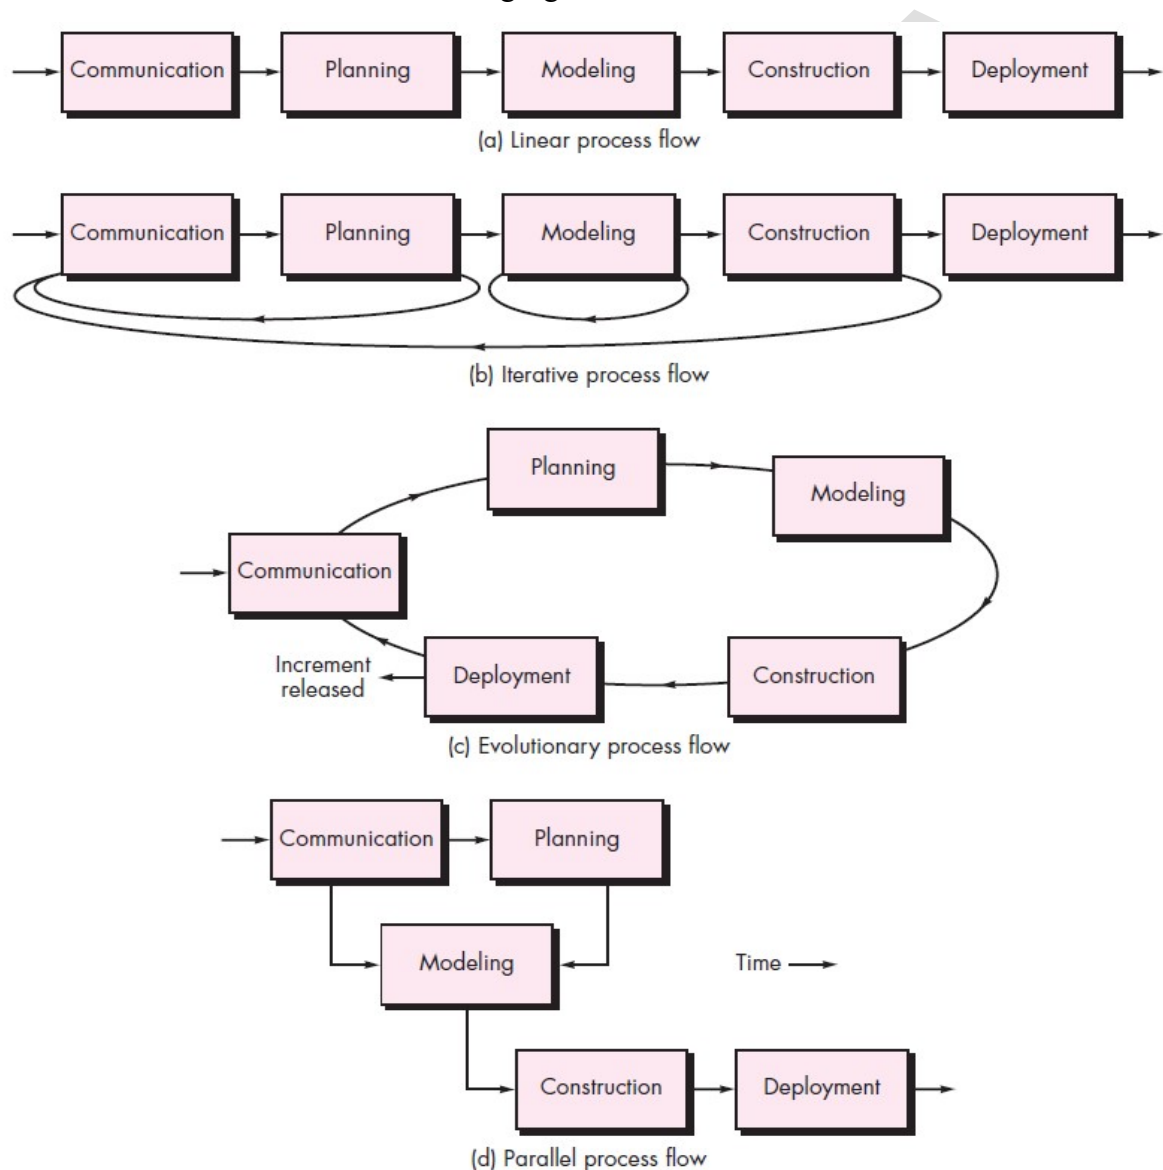 Communication Planning Modeling Construction Deployment
(a) Linear process flow
Communication Planning Modeling Construction Deployment
(b) Iterative process flow
Planning
Modeling
Communication
Increment
released
Deployment
Construction
(c) Evolutionary process flow
Communication Planning
Modeling
Time
Construction Deployment
(d) Parallel process flow